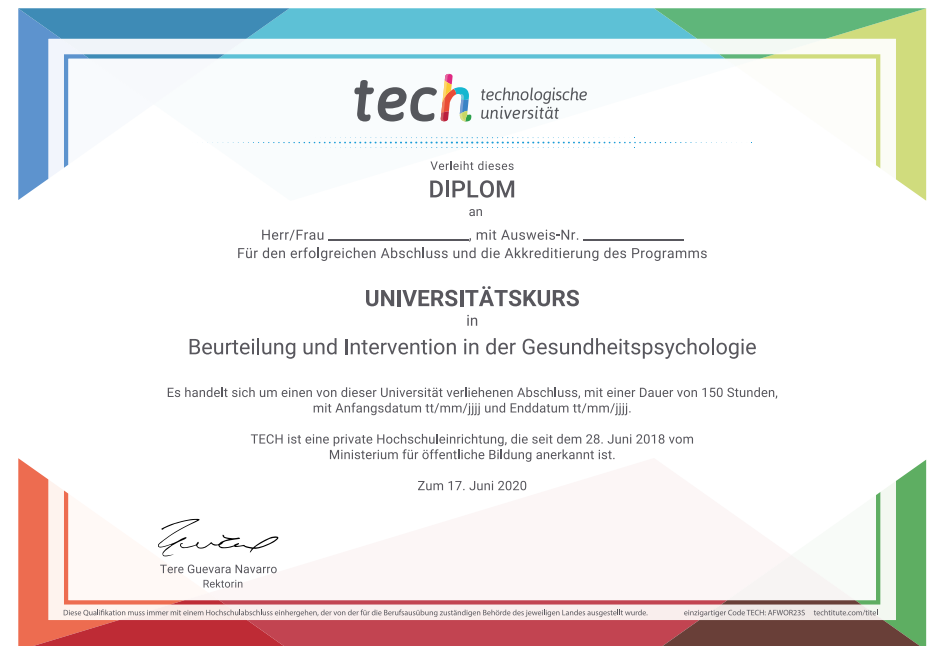 tech technologische
universität
Verleiht dieses
DIPLOM
an
Herr/Frau ____________________, mit Ausweis-Nr. ______________
Für den erfolgreichen Abschluss und die Akkreditierung des Programms
UNIVERSITÄTSKURS
in
Beurteilung und Intervention in der Gesundheitspsychologie
Es handelt sich um einen von dieser Universität verliehenen Abschluss, mit einer Dauer von 150 Stunden,
mit Anfangsdatum tt/mm/jjjj und Enddatum tt/mm/jjjj.
TECH ist eine private Hochschuleinrichtung, die seit dem 28. Juni 2018 vom
Ministerium für öffentliche Bildung anerkannt ist.
Zum 17. Juni 2020
Tere Guevara Navarro
Rektorin
Diese Qualifikation muss immer mit einem Hochschulabschluss einhergehen, der von der für die Berufsausübung zuständigen Behörde des jeweiligen Landes ausgestellt wurde. einzigartiger Code TECH: AFWOR23S techtitute.com/titel